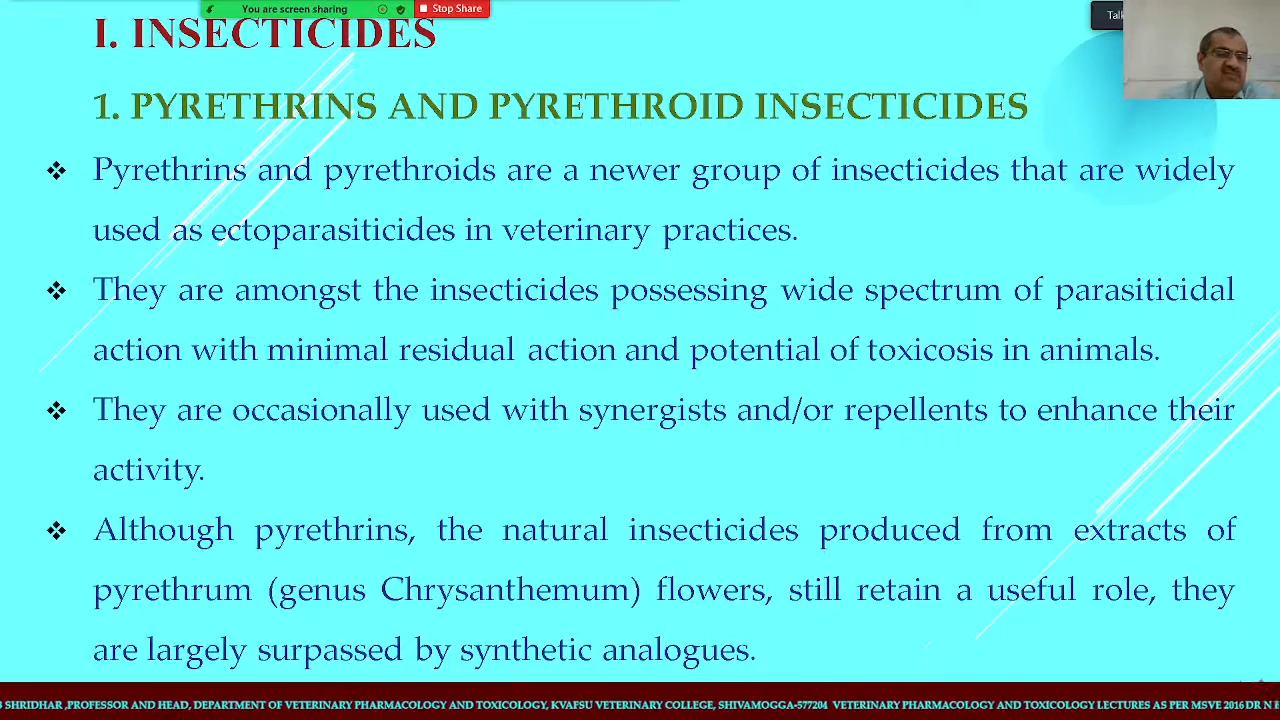 You are screen sharing
Stop Share
I. INSECTICIDES
1. PYRETHRINS AND PYRETHROID INSECTICIDES
❖ Pyrethrins and pyrethroids are a newer group of insecticides that are widely
used as ectoparasiticides in veterinary practices.
❖ They are amongst the insecticides possessing wide spectrum of parasiticidal
action with minimal residual action and potential of toxicosis in animals.
❖ They are occasionally used with synergists and/or repellents to enhance their
activity.
❖ Although pyrethrins, the natural insecticides produced from extracts of
pyrethrum (genus Chrysanthemum) flowers, still retain a useful role, they
are largely surpassed by synthetic analogues.
SHRIDHAR ,PROFESSOR AND HEAD, DEPARTMENT OF VETERINARY PHARMACOLOGY AND TOXICOLOGY, KVAFSU VETERINARY COLLEGE, SHIVAMOGGA-577204 VETERINARY PHARMACOLOGY AND TOXICOLOGY LECTURES AS PER MSVE 2016 DR N